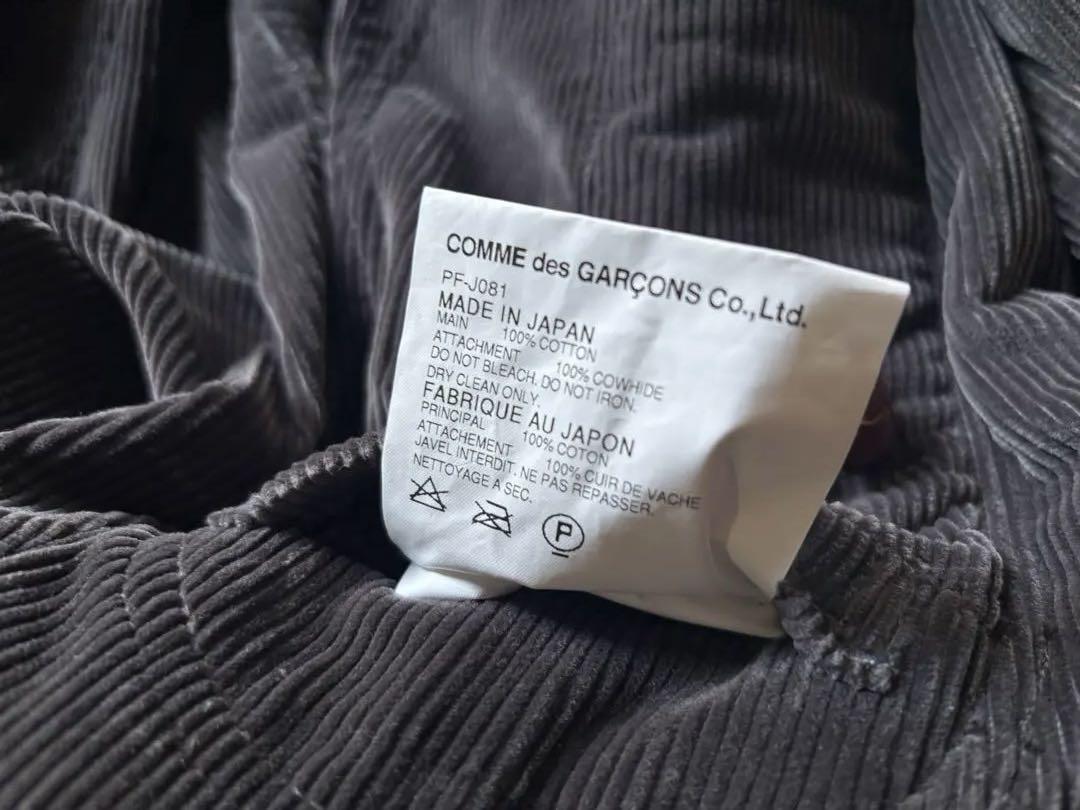 COMME des GARÇONS Co.,Ltd.
PF-J081
MADE IN JAPAN
MAIN 100% COTTON
ATTACHMENT 100% COWHIDE
DO NOT BLEACH. DO NOT IRON.
DRY CLEAN ONLY.
FABRIQUE AU JAPON
PRINCIPAL 100% COTON
ATTACHEMENT 100% CUIR DE VACHE
JAVEL INTERDIT. NE PAS REPASSER.
NETTOYAGE A SEC.
P